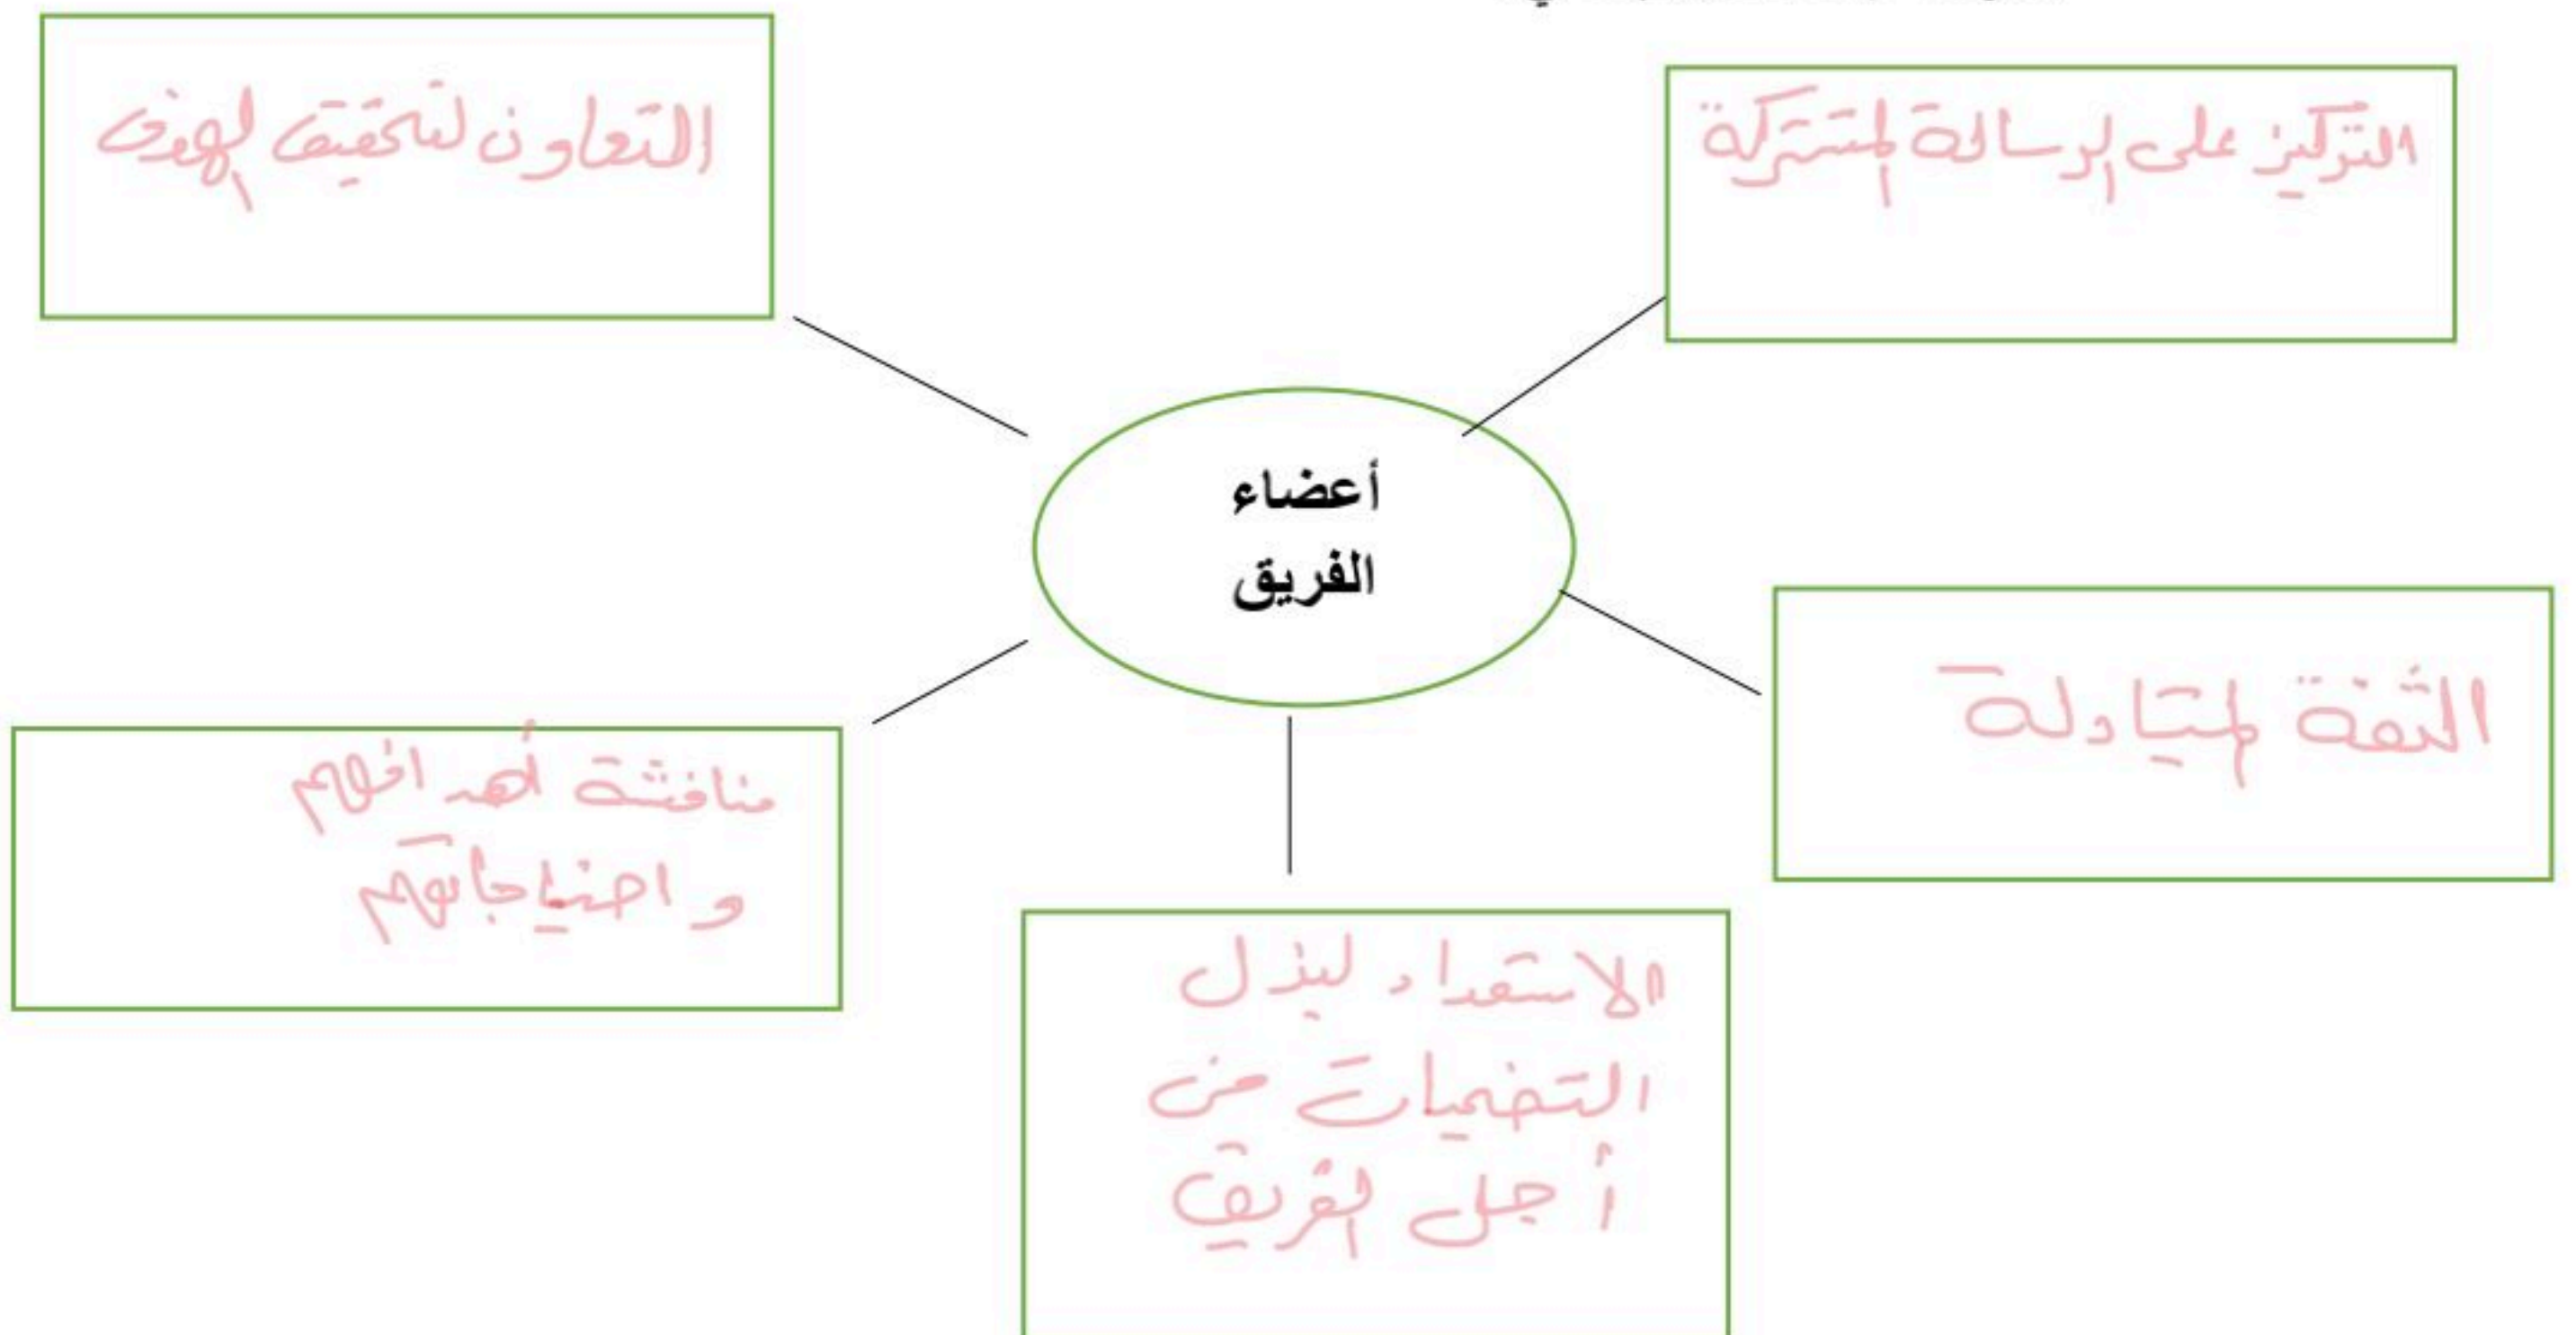 التركيز على الرسالة المشتركة
التعاون لتحقيق الهدف
أعضاء
الفريق
الثقة المتبادلة
مناقشة أهدافهم
و احتياجاتهم
الاستعداد لبذل
التضحيات من
أجل الفريق